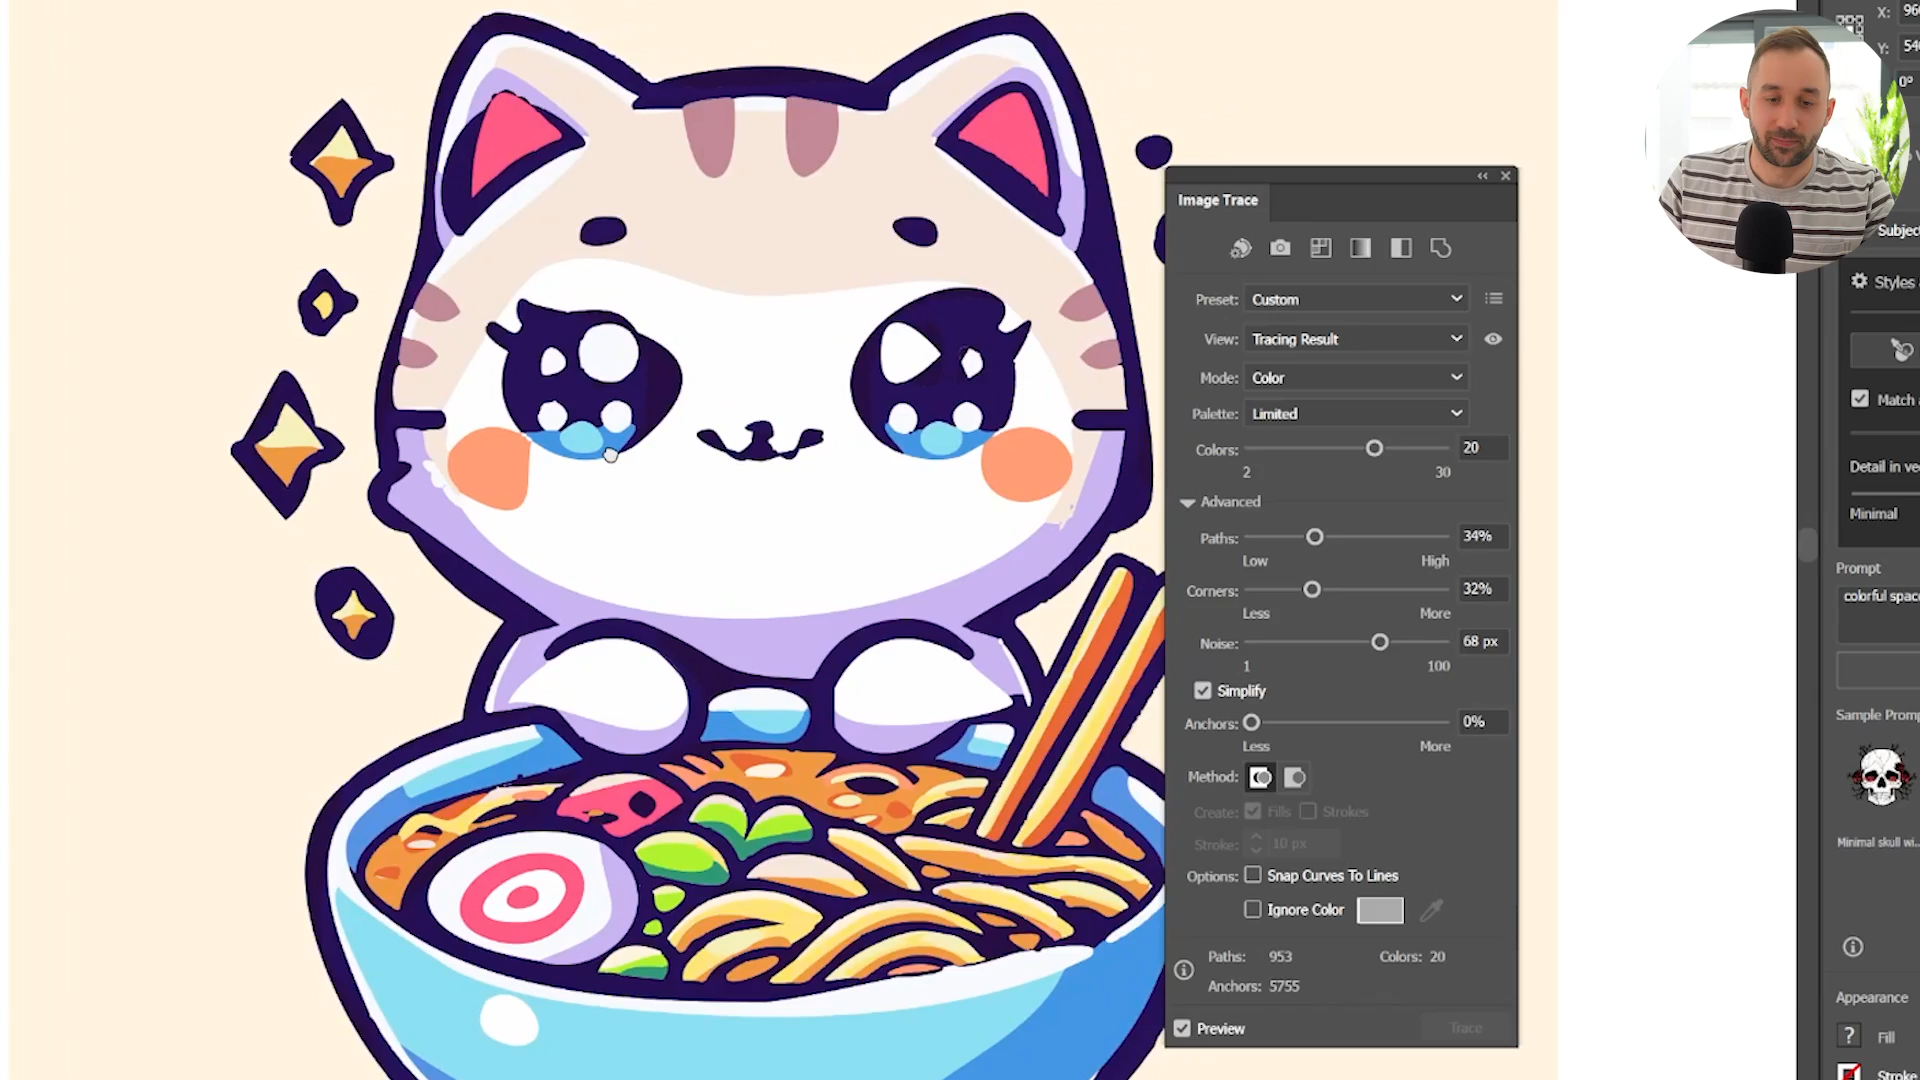 X: 96
Y: 54
0°
Subjec
Image Trace
Styles
Preset: Custom
View: Tracing Result
Mode: Color
Palette: Limited
Colors: 20
2 30
Advanced
Paths: 34%
Low High
Corners: 32%
Less More
Noise: 68 px
1 100
Simplify
Anchors: 0%
Less More
Method:
Create: Fills Strokes
Stroke: 10 px
Options: Snap Curves To Lines
Ignore Color
Paths: 953 Colors: 20
Anchors: 5755
Preview Trace
Match
Detail in ve
Minimal
Prompt
colorful spac
Sample Promp
Minimal skull wi...
Appearance
? Fill
Stroke